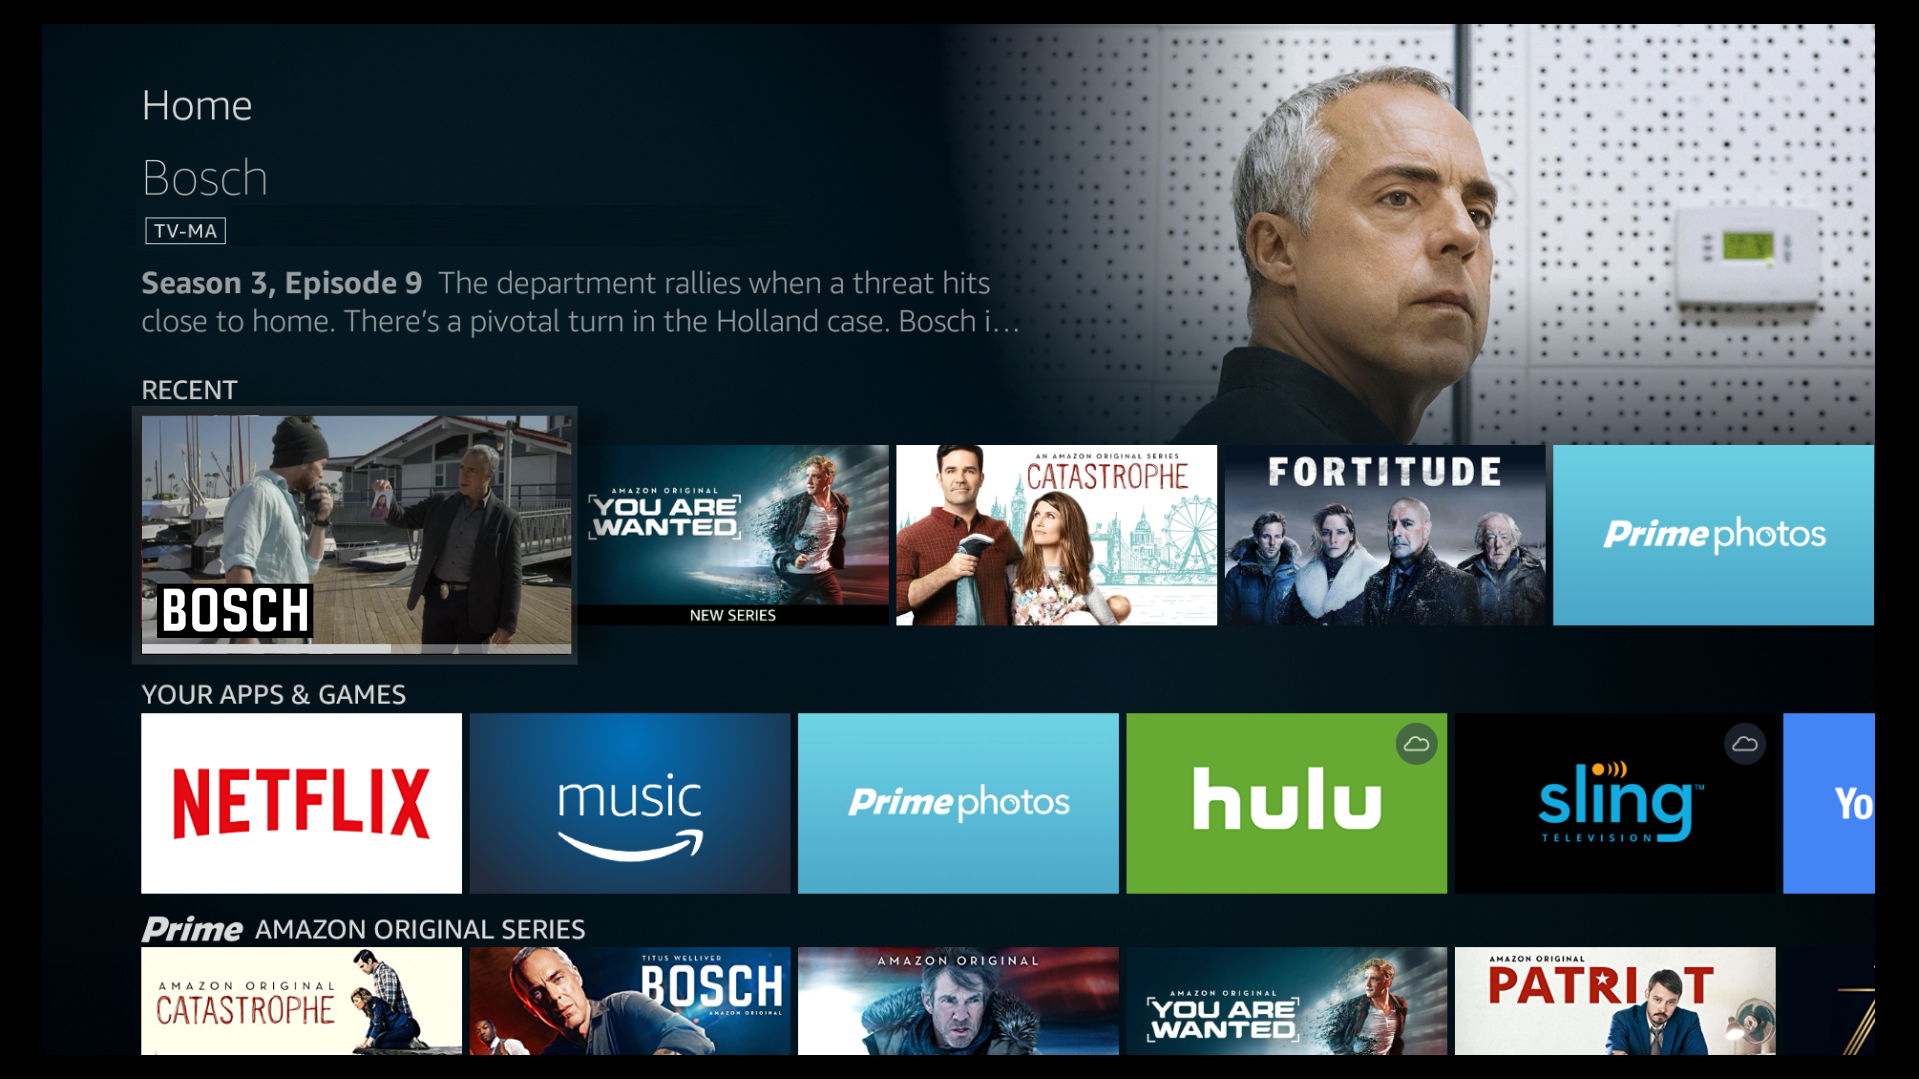 Home
Bosch
TV-MA
Season 3, Episode 9 The department rallies when a threat hits
close to home. There's a pivotal turn in the Holland case. Bosch i...
RECENT
BOSCH
AMAZON ORIGINAL
YOU ARE
WANTED
NEW SERIES
AN AMAZON ORIGINAL SERIES
CATASTROPHE
FORTITUDE
Prime photos
YOUR APPS & GAMES
NETFLIX
music
Prime photos
hulu
sling™
TELEVISION
Yo
Prime AMAZON ORIGINAL SERIES
AMAZON ORIGINAL
CATASTROPHE
TITUS WELLIVER
BOSCH
AMAZON ORIGINAL
AMAZON ORIGINAL
AMAZON ORIGINAL
YOU ARE
WANTED
AMAZON ORIGINAL
PATRIOT